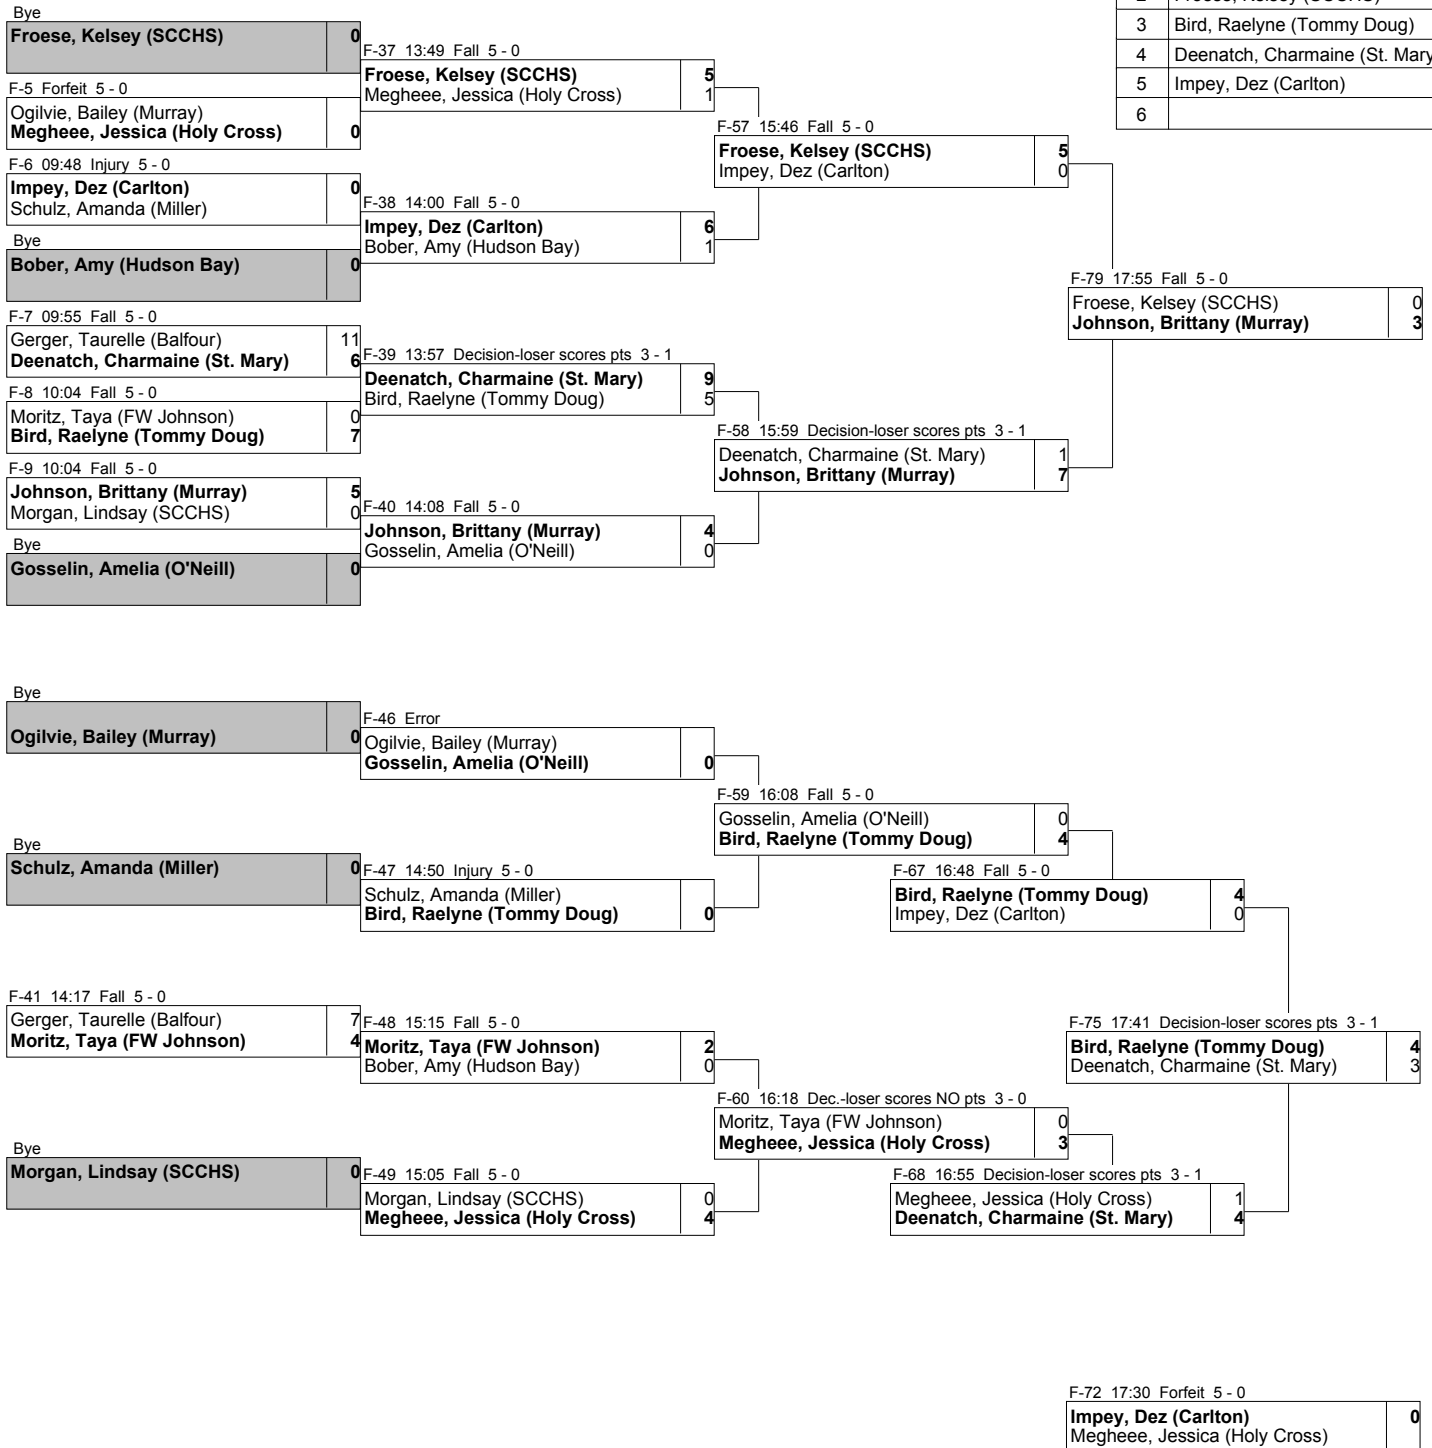 2 Froese, Kelsey (SCCHS)
3 Bird, Raelyne (Tommy Doug)
4 Deenatch, Charmaine (St. Mary
5 Impey, Dez (Carlton)
6
Bye
Froese, Kelsey (SCCHS) 0
F-5 Forfeit 5 - 0
Ogilvie, Bailey (Murray)
Megheee, Jessica (Holy Cross) 0
F-6 09:48 Injury 5 - 0
Impey, Dez (Carlton) 0
Schulz, Amanda (Miller)
Bye
Bober, Amy (Hudson Bay) 0
F-7 09:55 Fall 5 - 0
Gerger, Taurelle (Balfour) 11
Deenatch, Charmaine (St. Mary) 6
F-8 10:04 Fall 5 - 0
Moritz, Taya (FW Johnson) 0
Bird, Raelyne (Tommy Doug) 7
F-9 10:04 Fall 5 - 0
Johnson, Brittany (Murray) 5
Morgan, Lindsay (SCCHS) 0
Bye
Gosselin, Amelia (O'Neill) 0
F-37 13:49 Fall 5 - 0
Froese, Kelsey (SCCHS) 5
Megheee, Jessica (Holy Cross) 1
F-38 14:00 Fall 5 - 0
Impey, Dez (Carlton) 6
Bober, Amy (Hudson Bay) 1
F-39 13:57 Decision-loser scores pts 3 - 1
Deenatch, Charmaine (St. Mary) 9
Bird, Raelyne (Tommy Doug) 5
F-40 14:08 Fall 5 - 0
Johnson, Brittany (Murray) 4
Gosselin, Amelia (O'Neill) 0
F-57 15:46 Fall 5 - 0
Froese, Kelsey (SCCHS) 5
Impey, Dez (Carlton) 0
F-58 15:59 Decision-loser scores pts 3 - 1
Deenatch, Charmaine (St. Mary) 1
Johnson, Brittany (Murray) 7
F-79 17:55 Fall 5 - 0
Froese, Kelsey (SCCHS) 0
Johnson, Brittany (Murray) 3
Bye
Ogilvie, Bailey (Murray) 0
Bye
Schulz, Amanda (Miller) 0
F-41 14:17 Fall 5 - 0
Gerger, Taurelle (Balfour) 7
Moritz, Taya (FW Johnson) 4
Bye
Morgan, Lindsay (SCCHS) 0
F-46 Error
Ogilvie, Bailey (Murray)
Gosselin, Amelia (O'Neill) 0
F-47 14:50 Injury 5 - 0
Schulz, Amanda (Miller)
Bird, Raelyne (Tommy Doug) 0
F-48 15:15 Fall 5 - 0
Moritz, Taya (FW Johnson) 2
Bober, Amy (Hudson Bay) 0
F-49 15:05 Fall 5 - 0
Morgan, Lindsay (SCCHS) 0
Megheee, Jessica (Holy Cross) 4
F-59 16:08 Fall 5 - 0
Gosselin, Amelia (O'Neill) 0
Bird, Raelyne (Tommy Doug) 4
F-60 16:18 Dec.-loser scores NO pts 3 - 0
Moritz, Taya (FW Johnson) 0
Megheee, Jessica (Holy Cross) 3
F-67 16:48 Fall 5 - 0
Bird, Raelyne (Tommy Doug) 4
Impey, Dez (Carlton) 0
F-68 16:55 Decision-loser scores pts 3 - 1
Megheee, Jessica (Holy Cross) 1
Deenatch, Charmaine (St. Mary) 4
F-75 17:41 Decision-loser scores pts 3 - 1
Bird, Raelyne (Tommy Doug) 4
Deenatch, Charmaine (St. Mary) 3
F-72 17:30 Forfeit 5 - 0
Impey, Dez (Carlton) 0
Megheee, Jessica (Holy Cross)